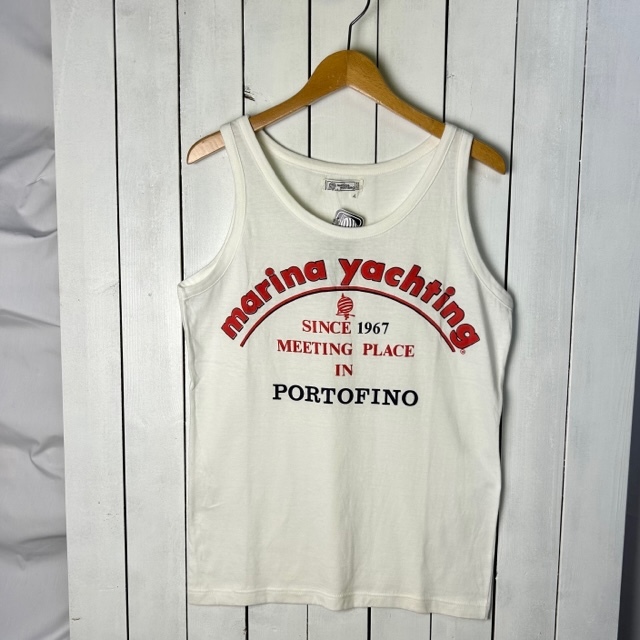 marina yachting
SINCE 1967
MEETING PLACE
IN
PORTOFINO